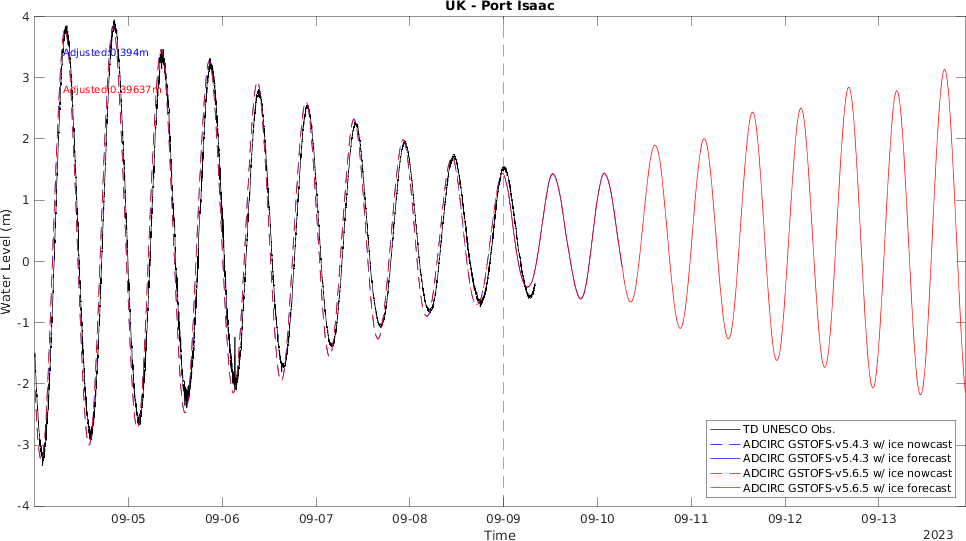 UK - Port Isaac
Water Level (m)
4
3
2
1
0
-1
-2
-3
-4
Adjusted:0.394m
Adjusted:0.39637m
TD UNESCO Obs.
ADCIRC GSTOFS-v5.4.3 w/ ice nowcast
ADCIRC GSTOFS-v5.4.3 w/ ice forecast
ADCIRC GSTOFS-v5.6.5 w/ ice nowcast
ADCIRC GSTOFS-v5.6.5 w/ ice forecast
09-05 09-06 09-07 09-08 09-09 09-10 09-11 09-12 09-13
Time
2023